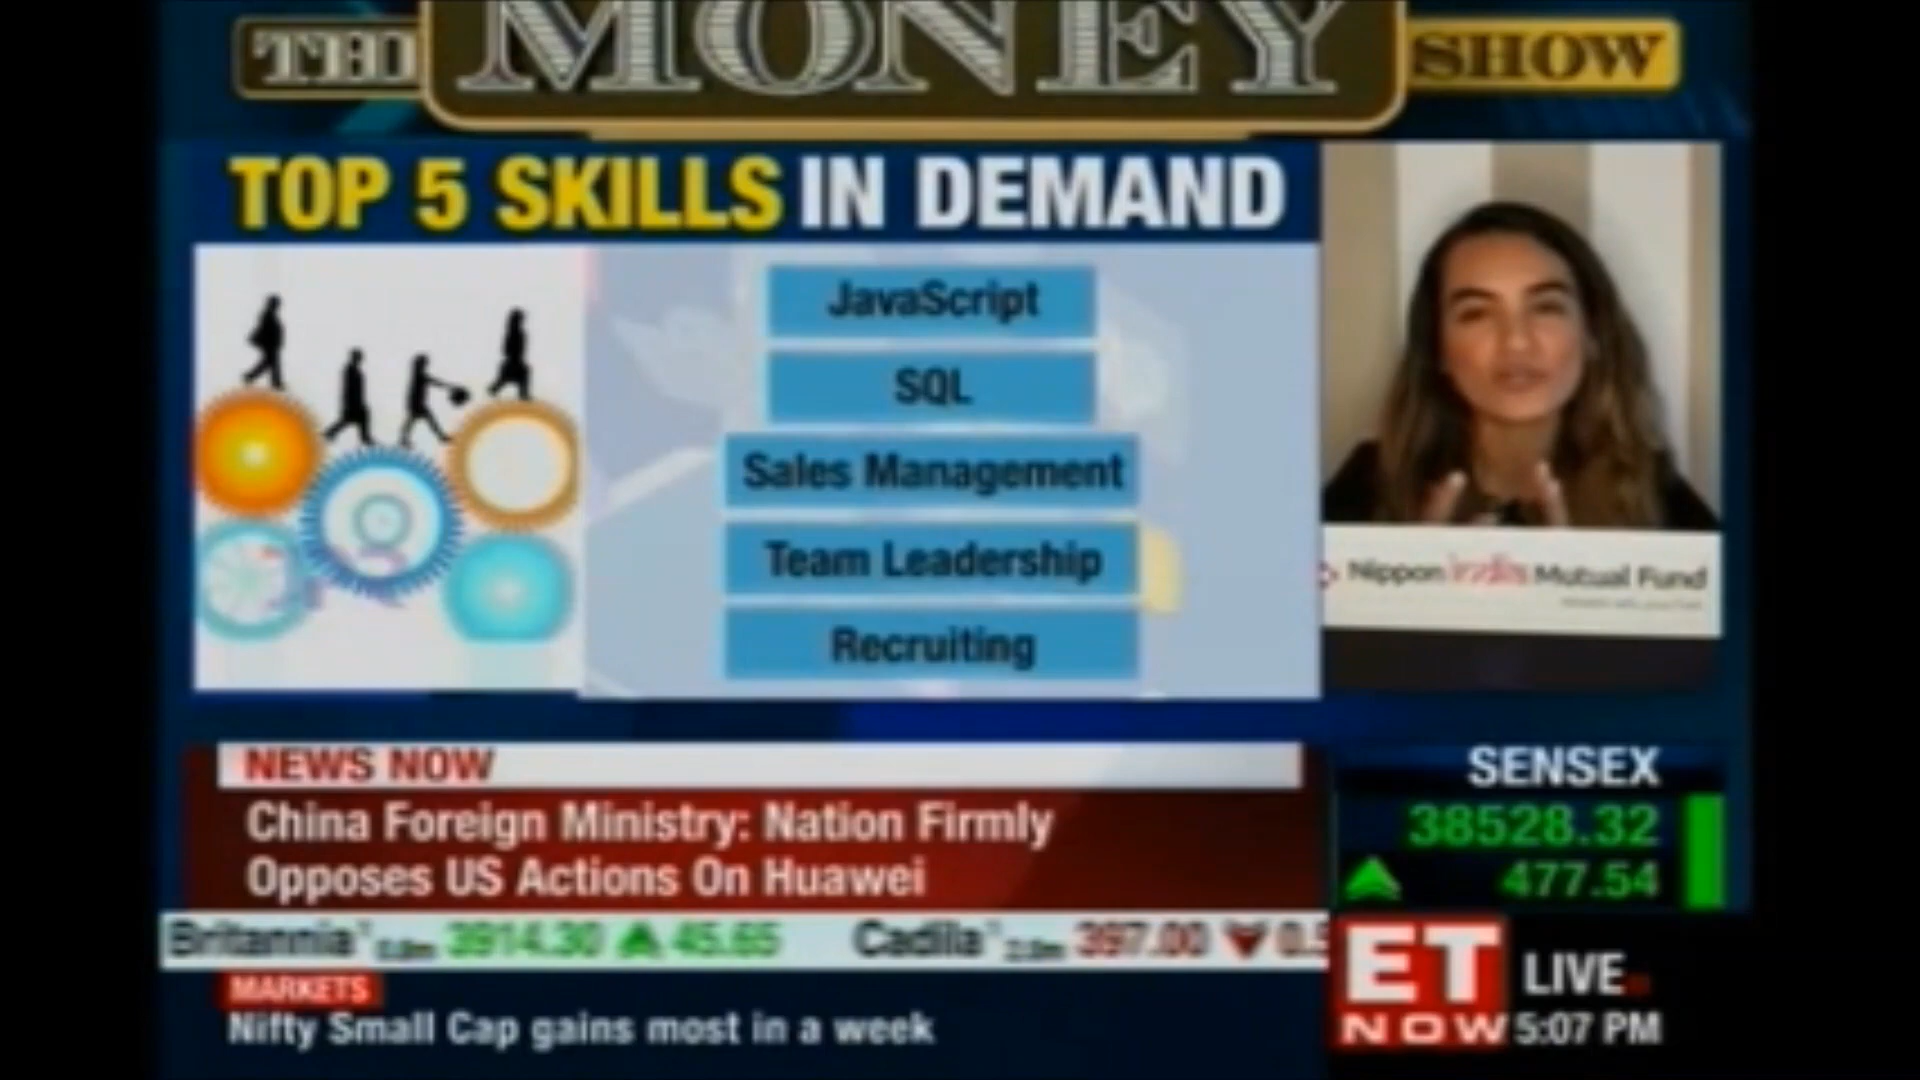 THE MONEY SHOW
TOP 5 SKILLS IN DEMAND
JavaScript
SQL
Sales Management
Team Leadership
Recruiting
Nippon india Mutual Fund
NEWS NOW
China Foreign Ministry: Nation Firmly
Opposes US Actions On Huawei
SENSEX
38528.32
477.54
Britannia 3914.30 45.65 Cadila 397.00
MARKETS
Nifty Small Cap gains most in a week
ET
NOW
LIVE
5:07 PM